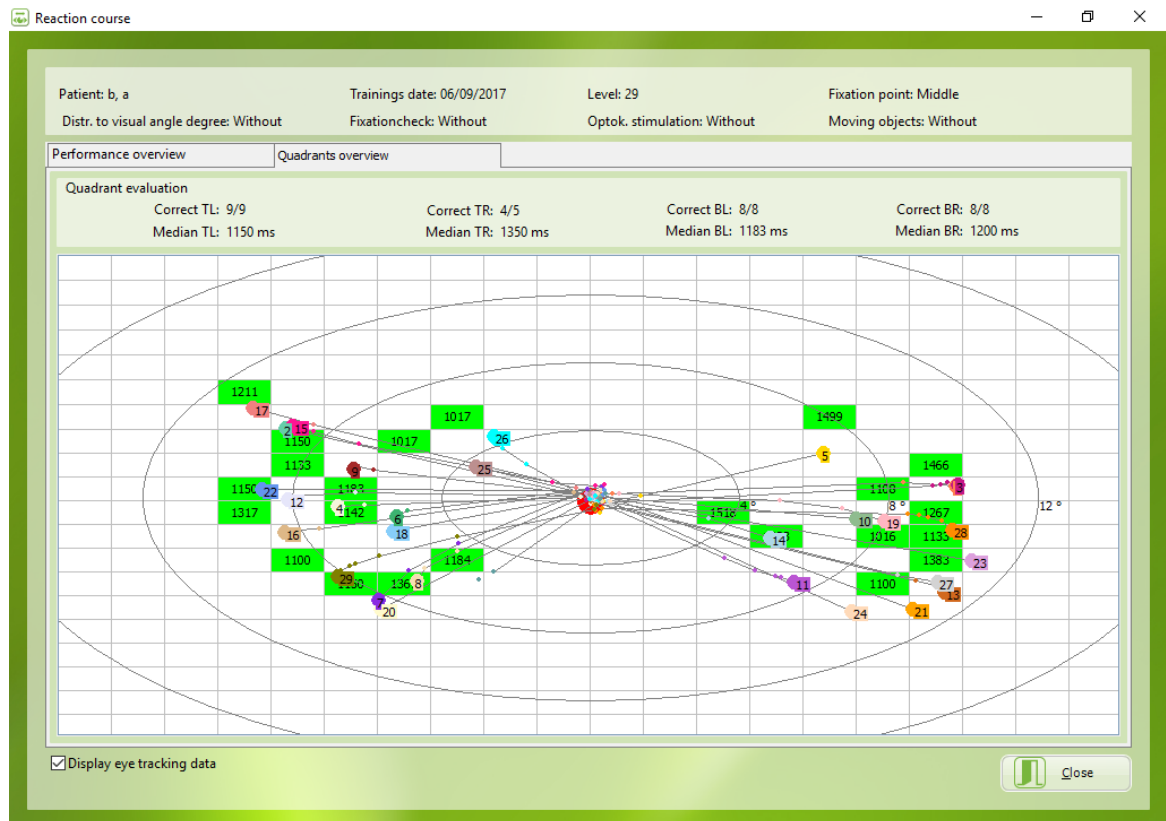 Reaction course
Patient: b, a Trainings date: 06/09/2017 Level: 29 Fixation point: Middle
Distr. to visual angle degree: Without Fixationcheck: Without Optok. stimulation: Without Moving objects: Without
Performance overview Quadrants overview
Quadrant evaluation
Correct TL: 9/9 Correct TR: 4/5 Correct BL: 8/8 Correct BR: 8/8
Median TL: 1150 ms Median TR: 1350 ms Median BL: 1183 ms Median BR: 1200 ms
1211
17 1017 1499
2 15 26
1150 1017 5
1133 9 25 1466
1150 22 1183 1108 3
12
1317 4 1142 6 1518 4 ° 8 ° 1267 12 °
10 19
16 18 14 1016 1133 28
1100 1184 1383 23
29 8 11 1100 27
7 13
20 24 21
Display eye tracking data
Close